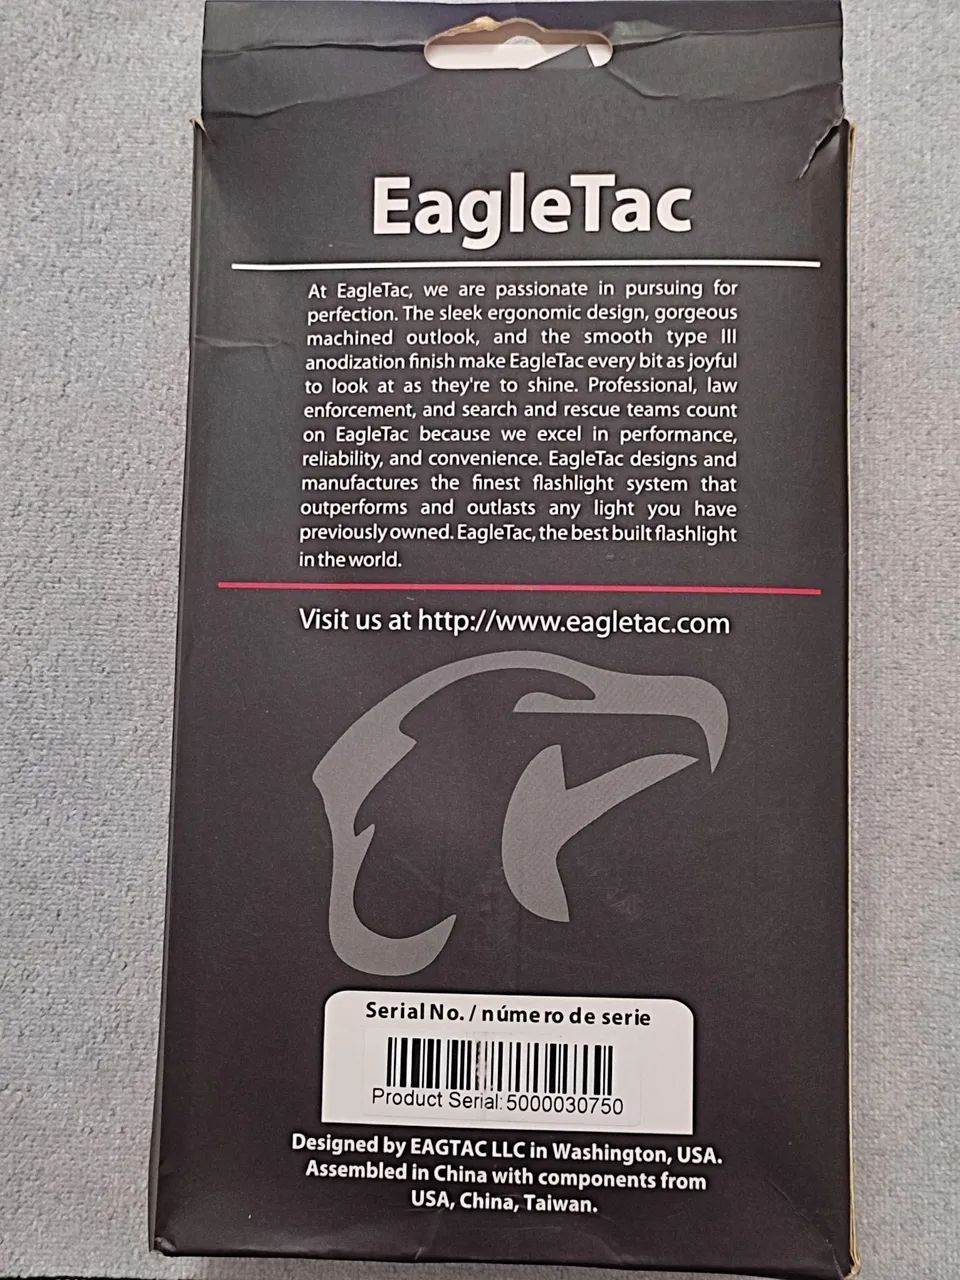 EagleTac
At EagleTac, we are passionate in pursuing for
perfection. The sleek ergonomic design, gorgeous
machined outlook, and the smooth type III
anodization finish make EagleTac every bit as joyful
to look at as they're to shine. Professional, law
enforcement, and search and rescue teams count
on EagleTac because we excel in performance,
reliability, and convenience. EagleTac designs and
manufactures the finest flashlight system that
outperforms and outlasts any light you have
previously owned. EagleTac, the best built flashlight
in the world.
Visit us at http://www.eagletac.com
Serial No. / número de serie
Product Serial: 5000030750
Designed by EAGTAC LLC in Washington, USA.
Assembled in China with components from
USA, China, Taiwan.